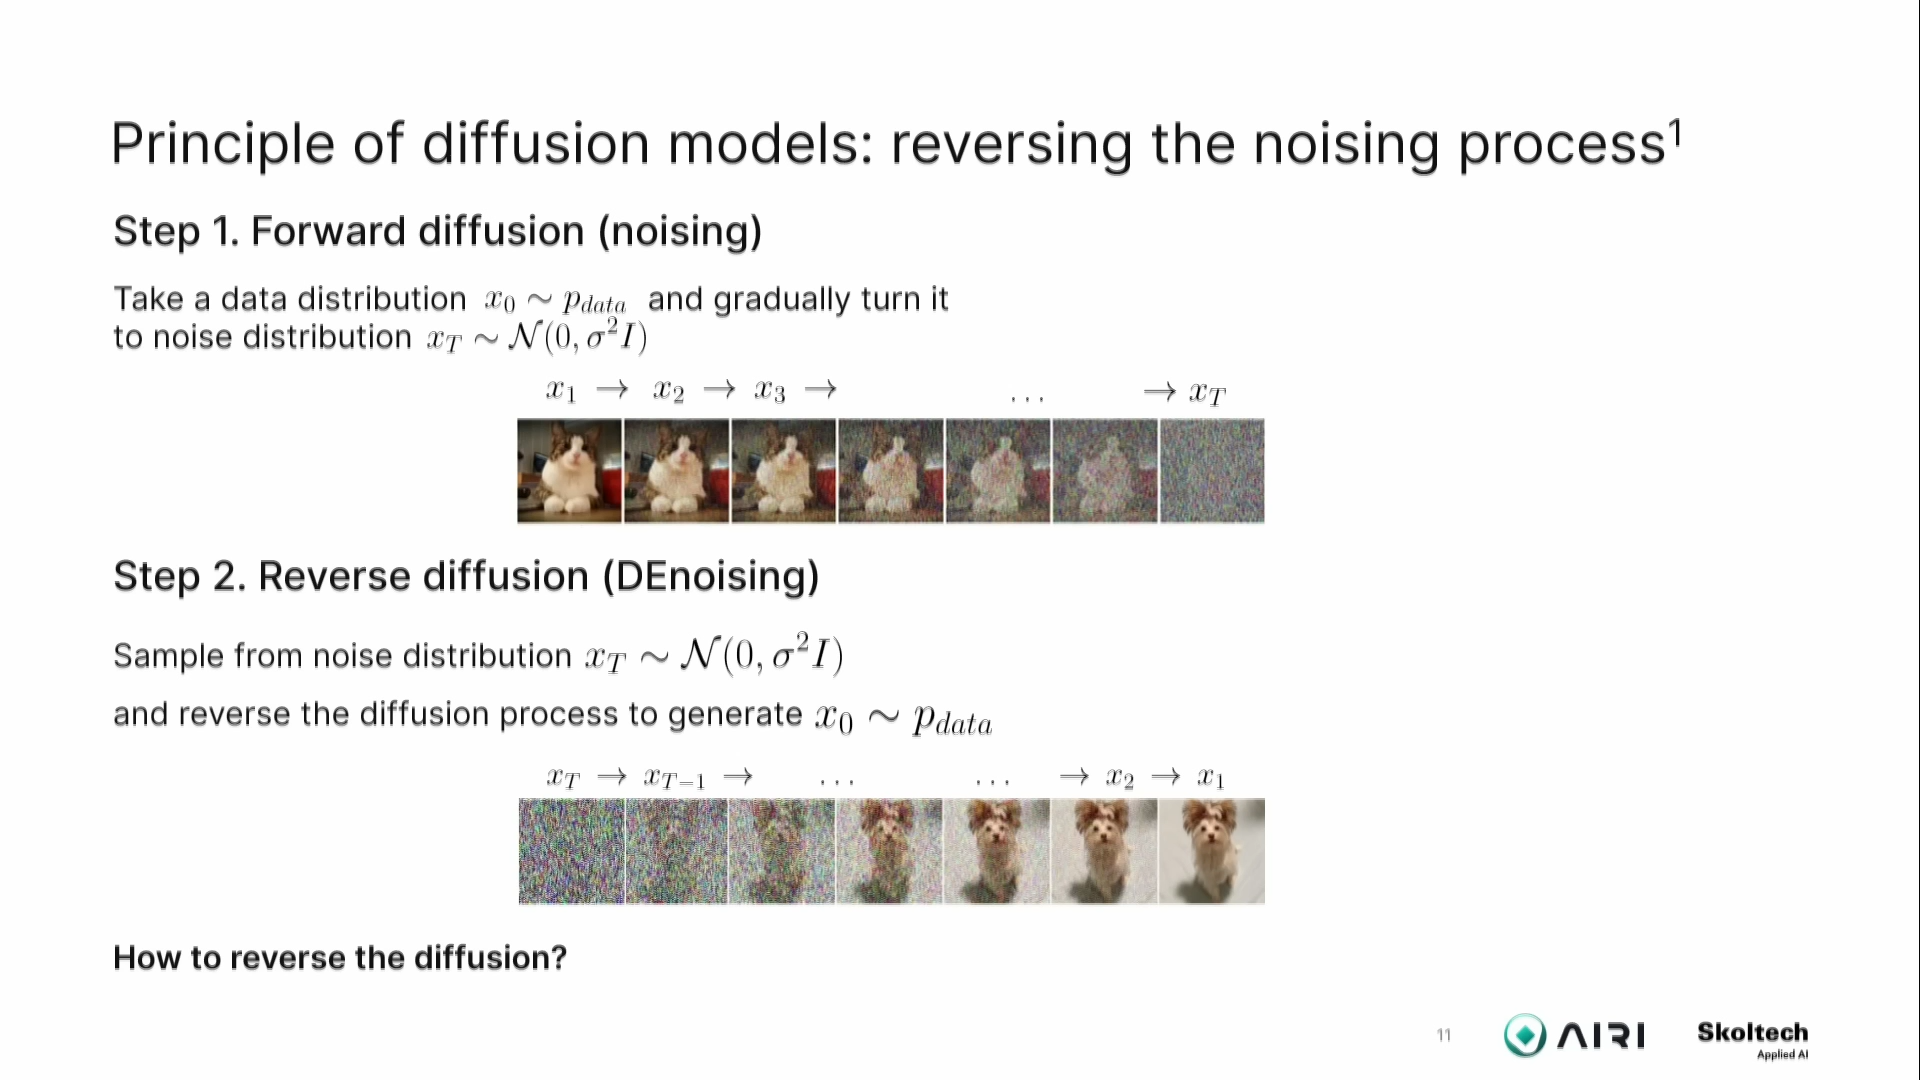 Principle of diffusion models: reversing the noising process¹
Step 1. Forward diffusion (noising)
Take a data distribution x₀ ∼ p_data and gradually turn it
to noise distribution x_T ∼ 𝒩(0, σ²I)
x₁ → x₂ → x₃ → ... → x_T
Step 2. Reverse diffusion (DEnoising)
Sample from noise distribution x_T ∼ 𝒩(0, σ²I)
and reverse the diffusion process to generate x₀ ∼ p_data
x_T → x_{T−1} → ... ... → x₂ → x₁
How to reverse the diffusion?
11
AIRI
Skoltech
Applied AI